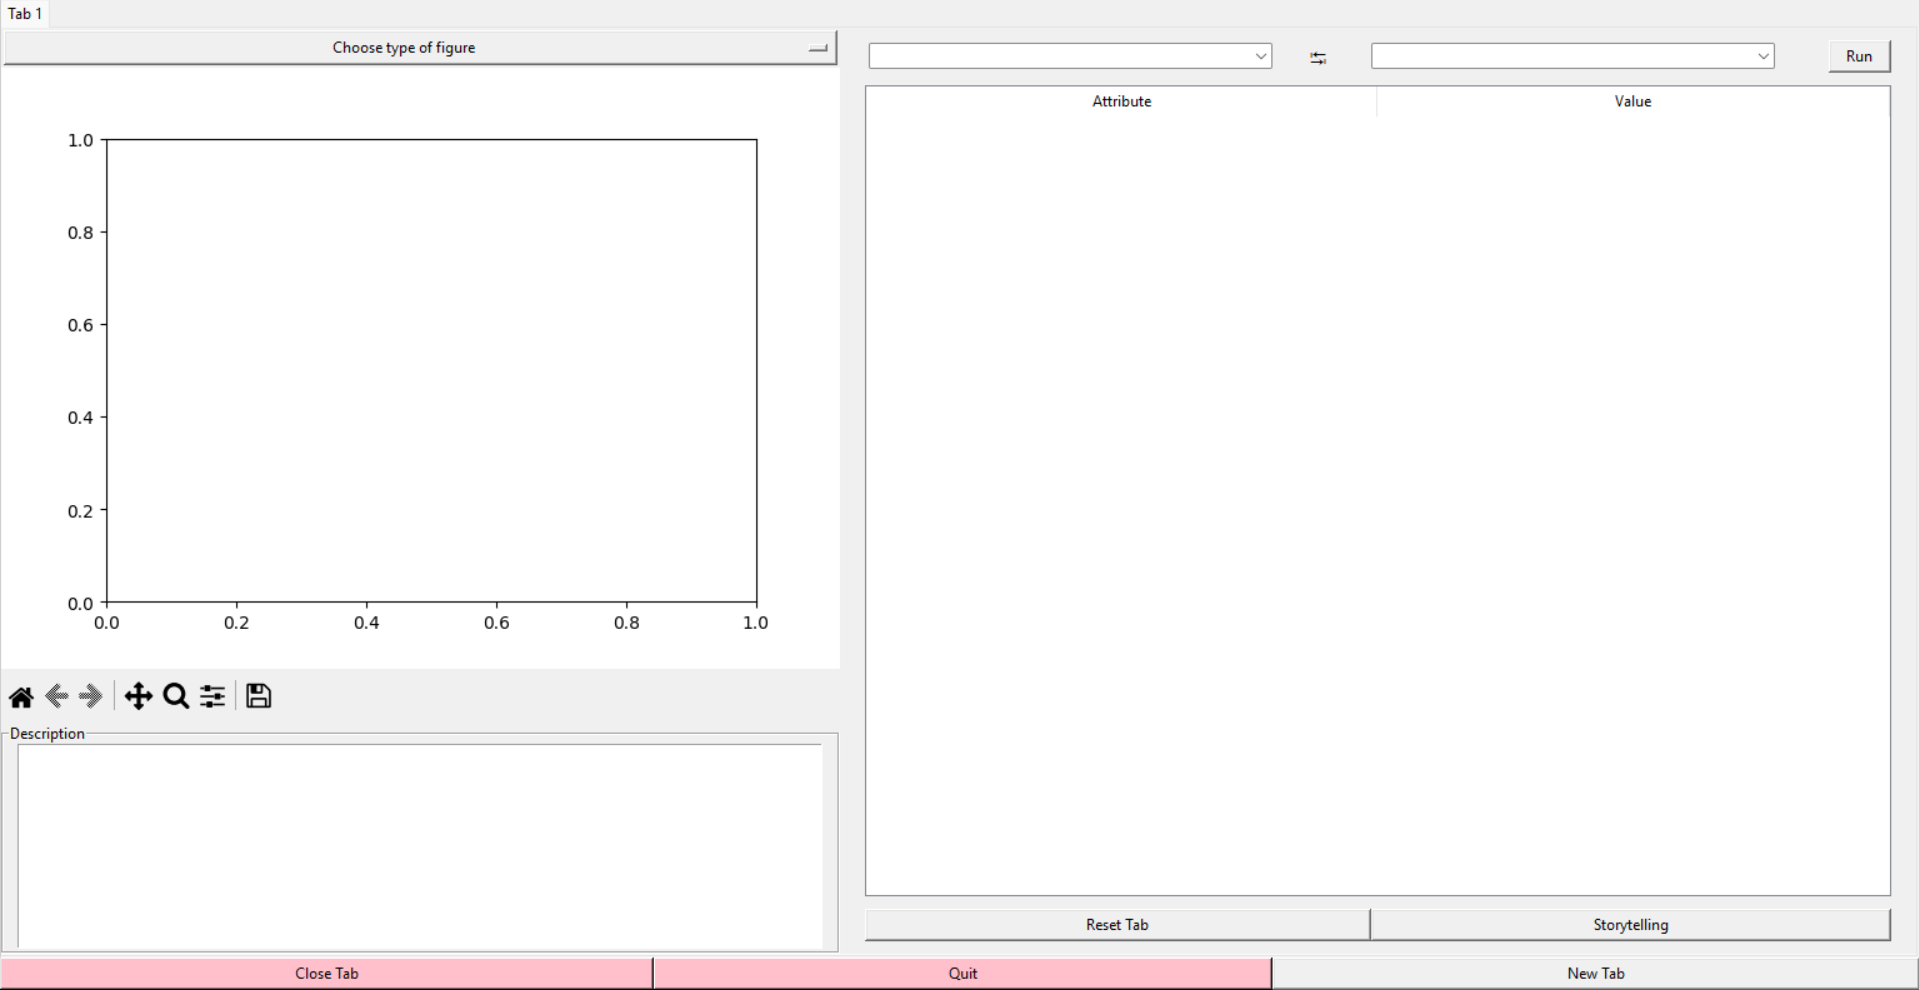 Tab 1
Choose type of figure
Run
Attribute Value
1.0
0.8
0.6
0.4
0.2
0.0
0.0 0.2 0.4 0.6 0.8 1.0
Description
Reset Tab Storytelling
Close Tab Quit New Tab